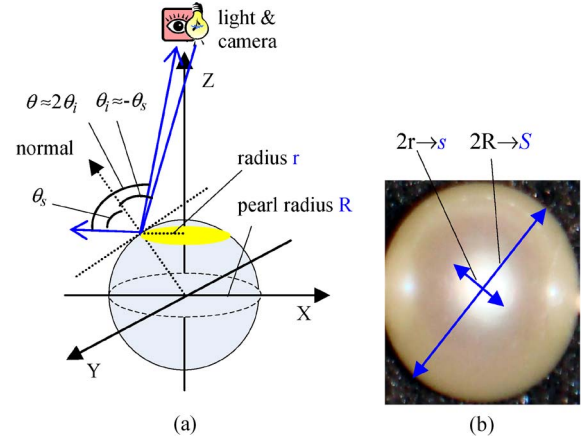 light &
camera
Z
θ≈2θi
θi≈-θs
normal
θs
radius r
pearl radius R
X
Y
(a)
2r→s
2R→S
(b)